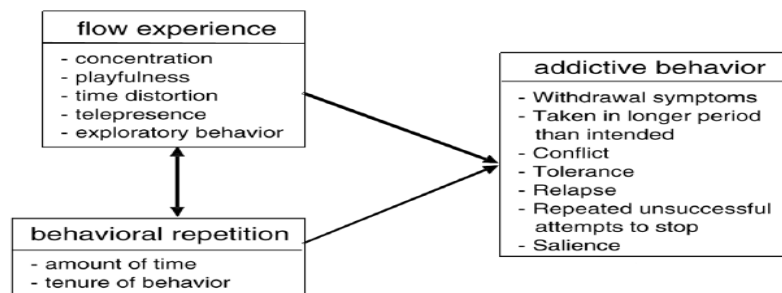 flow experience
- concentration
- playfulness
- time distortion
- telepresence
- exploratory behavior
behavioral repetition
- amount of time
- tenure of behavior
addictive behavior
- Withdrawal symptoms
- Taken in longer period
than intended
- Conflict
- Tolerance
- Relapse
- Repeated unsuccessful
attempts to stop
- Salience